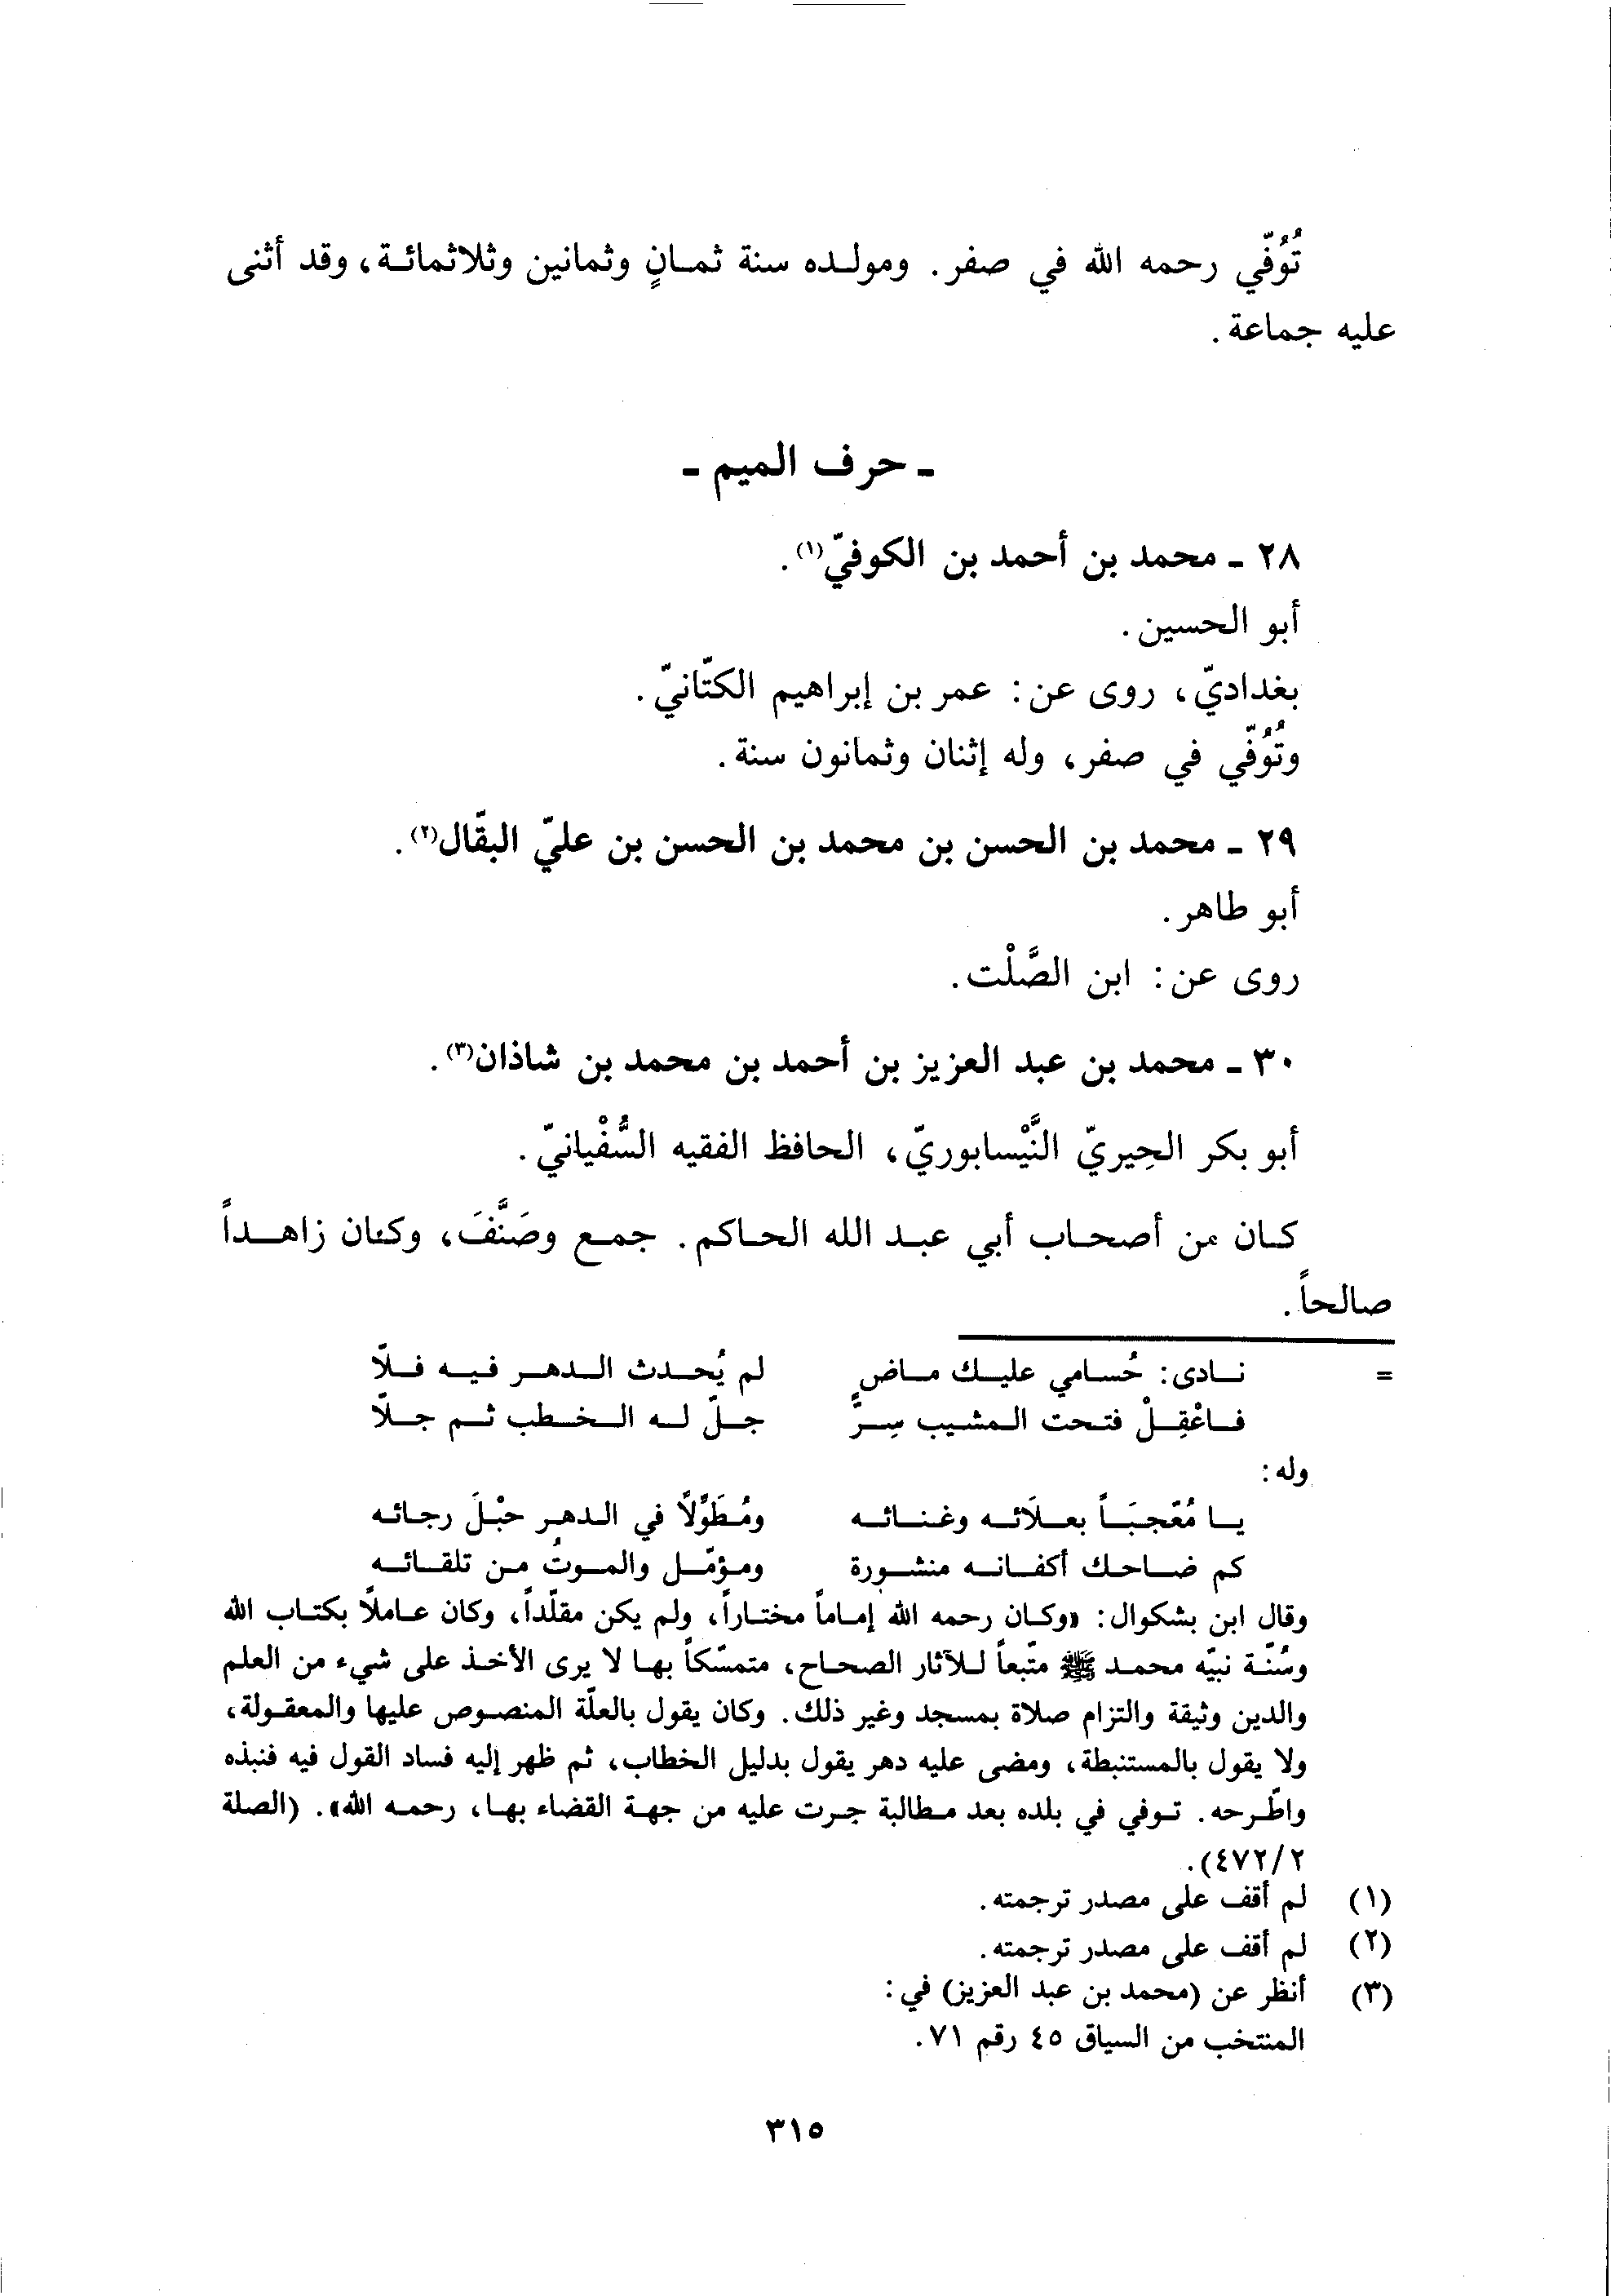 تُوُفّي رحمه الله في صفر. ومولده سنة ثمانٍ وثمانين وثلاثمائة، وقد أثنى
عليه جماعة.
ـ حرف الميم ـ
٢٨ ـ محمد بن أحمد بن الكوفيّ(١).
أبو الحسين.
بغداديّ، روى عن: عمر بن إبراهيم الكتّانيّ.
وتُوُفّي في صفر، وله إثنان وثمانون سنة.
٢٩ ـ محمد بن الحسن بن محمد بن الحسن بن عليّ البقّال(٢).
أبو طاهر.
روى عن: ابن الصَّلْت.
٣٠ ـ محمد بن عبد العزيز بن أحمد بن محمد بن شاذان(٣).
أبو بكر الحِيريّ النَّيْسابوريّ، الحافظ الفقيه السُّفْيانيّ.
كان من أصحاب أبي عبد الله الحاكم. جمع وصَنَّفَ، وكان زاهداً
صالحاً.
= نادى: حُسامي عليك ماضٍ لم يُحدث الدهر فيه فلّا
فاعْقِلْ فتحت المشيب سِرّ جلّ له الخطب ثم جلّا
وله:
يا مُعْجَبَاً بعلَائه وغنائه ومُطَوِّلًا في الدهر حبْلَ رجائه
كم ضاحك أكفانه منشورة ومؤمّل والموتُ من تلقائه
وقال ابن بشكوال: «وكان رحمه الله إماماً مختاراً، ولم يكن مقلّداً، وكان عاملًا بكتاب الله
وسُنّة نبيّه محمد ﷺ متّبعاً للآثار الصحاح، متمسّكاً بها لا يرى الأخذ على شيء من العلم
والدين وثيقة والتزام صلاة بمسجد وغير ذلك. وكان يقول بالعلّة المنصوص عليها والمعقولة،
ولا يقول بالمستنبطة، ومضى عليه دهر يقول بدليل الخطاب، ثم ظهر إليه فساد القول فيه فنبذه
واطّرحه. توفي في بلده بعد مطالبة جرت عليه من جهة القضاء بها، رحمه الله». (الصلة
٤٧٢/٢).
(١) لم أقف على مصدر ترجمته.
(٢) لم أقف على مصدر ترجمته.
(٣) أنظر عن (محمد بن عبد العزيز) في:
المنتخب من السياق ٤٥ رقم ٧١.
٣١٥